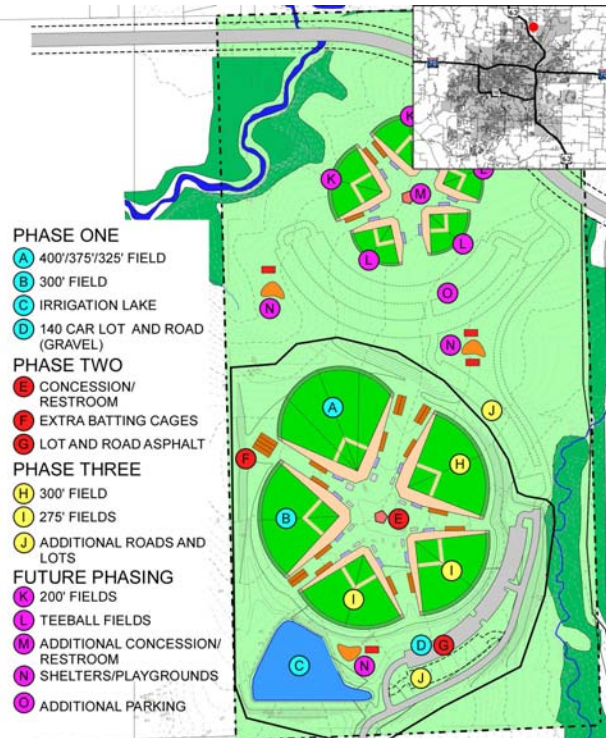 PHASE ONE
A 400'/375'/325' FIELD
B 300' FIELD
C IRRIGATION LAKE
D 140 CAR LOT AND ROAD
(GRAVEL)
PHASE TWO
E CONCESSION/
RESTROOM
F EXTRA BATTING CAGES
G LOT AND ROAD ASPHALT
PHASE THREE
H 300' FIELD
I 275' FIELDS
J ADDITIONAL ROADS AND
LOTS
FUTURE PHASING
K 200' FIELDS
L TEEBALL FIELDS
M ADDITIONAL CONCESSION/
RESTROOM
N SHELTERS/PLAYGROUNDS
O ADDITIONAL PARKING
K
K
L
M
L
L
O
N
N
J
A
F
H
B
E
I
I
D G
N
C
J
63
63